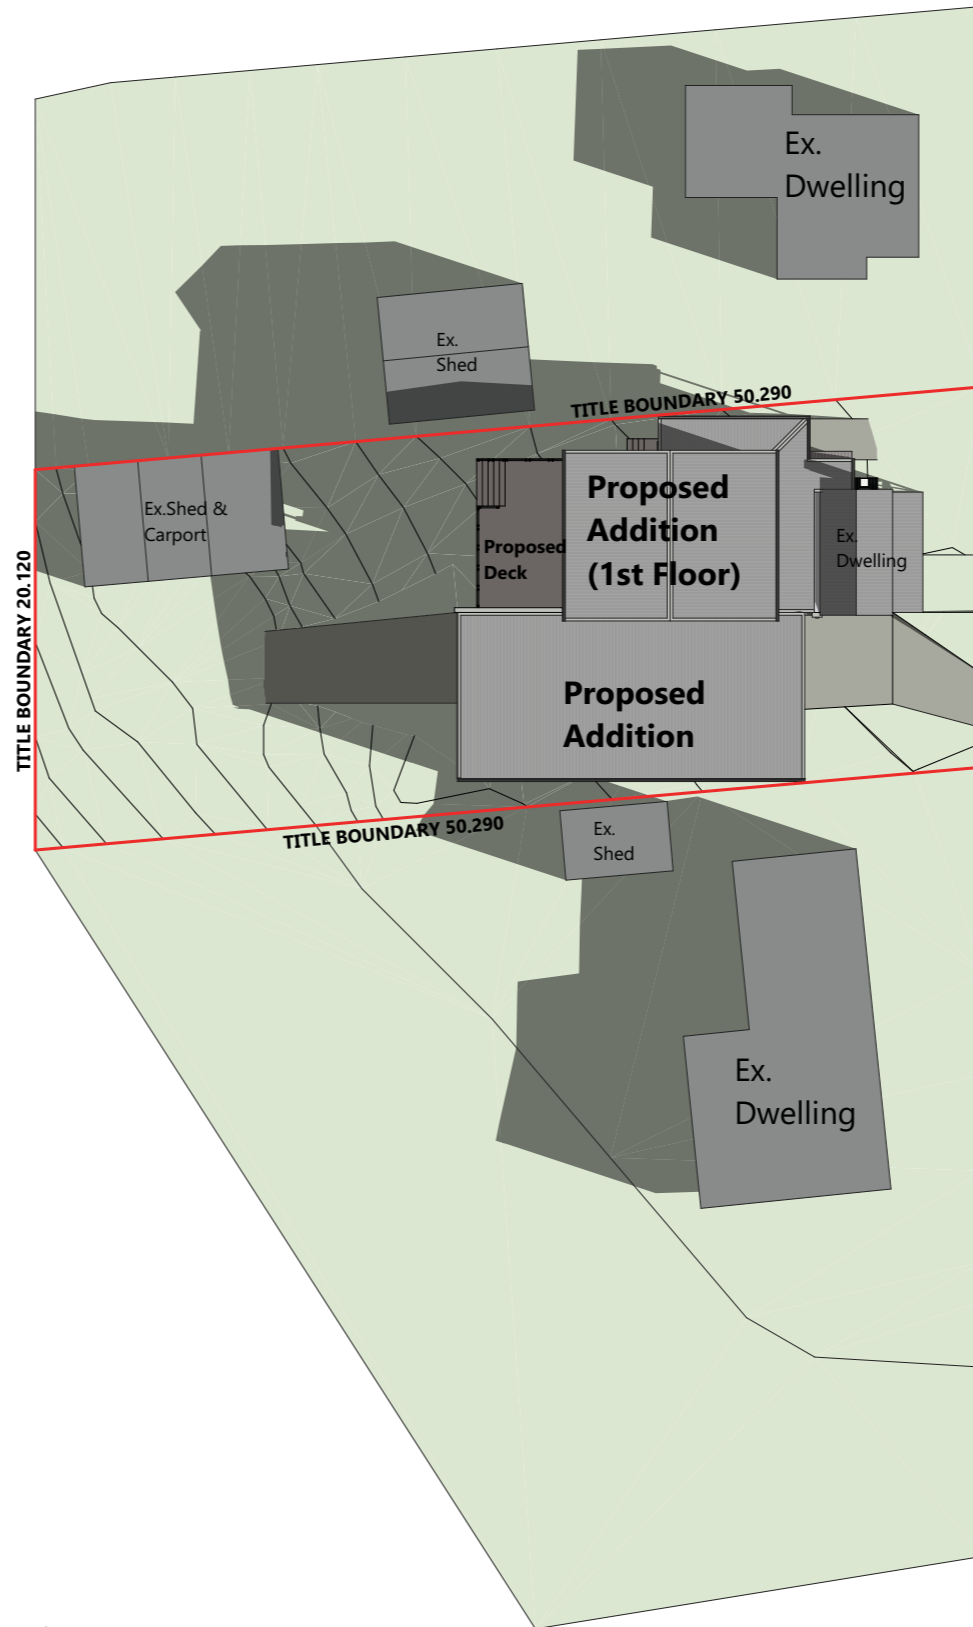 Ex.
Dwelling
Ex.
Shed
TITLE BOUNDARY 50.290
Proposed
Addition
(1st Floor)
Ex.Shed &
Carport
Proposed
Deck
Ex.
Dwelling
TITLE BOUNDARY 20.120
Proposed
Addition
TITLE BOUNDARY 50.290
Ex.
Shed
Ex.
Dwelling